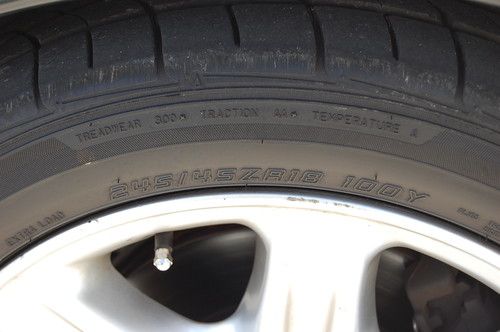 TREADWEAR 300★ TRACTION AA★ TEMPERATURE A
245/45ZR18 100Y
EXTRA LOAD